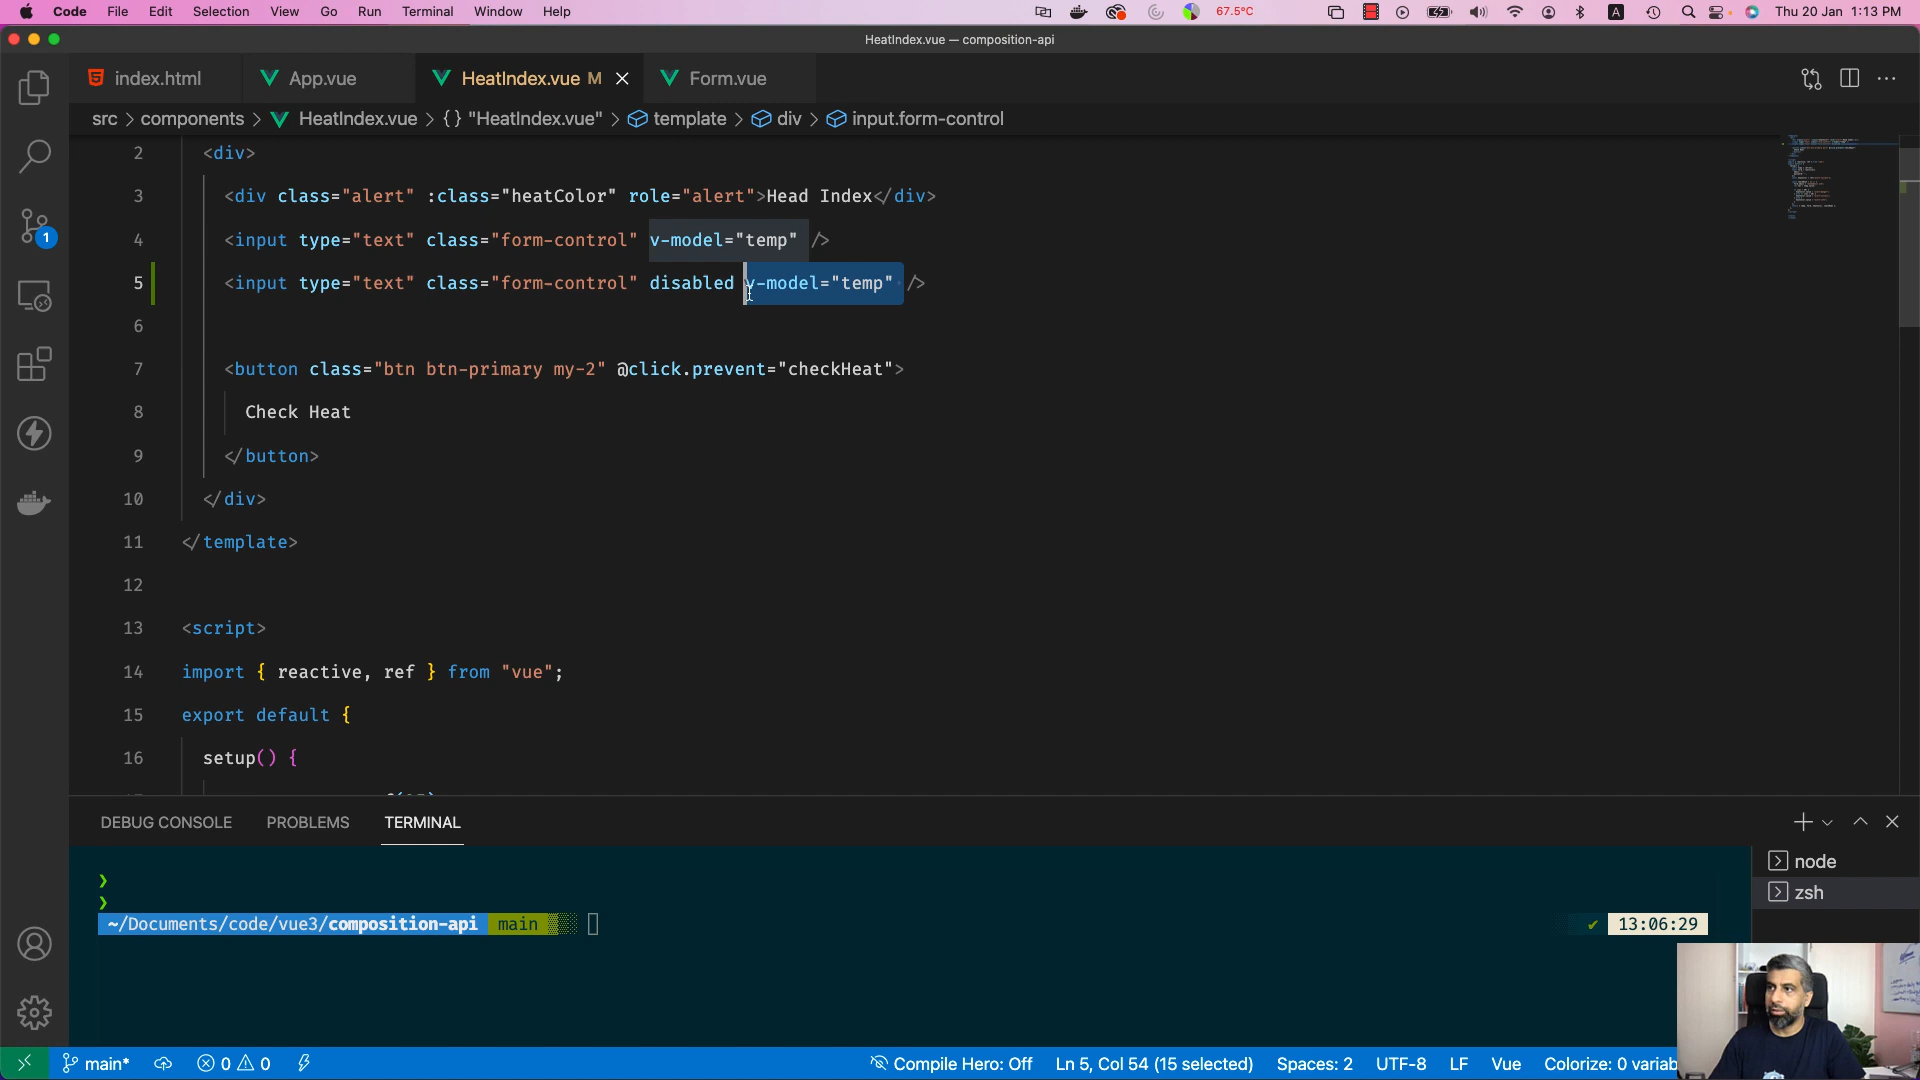 Code File Edit Selection View Go Run Terminal Window Help 67.5°C A Thu 20 Jan 1:13 PM
HeatIndex.vue — composition-api
index.html App.vue HeatIndex.vue M Form.vue
src > components > HeatIndex.vue > {} "HeatIndex.vue" > template > div > input.form-control
2 <div>
3 <div class="alert" :class="heatColor" role="alert">Head Index</div>
4 <input type="text" class="form-control" v-model="temp" />
5 <input type="text" class="form-control" disabled v-model="temp" />
6
7 <button class="btn btn-primary my-2" @click.prevent="checkHeat">
8 Check Heat
9 </button>
10 </div>
11 </template>
12
13 <script>
14 import { reactive, ref } from "vue";
15 export default {
16 setup() {
DEBUG CONSOLE PROBLEMS TERMINAL
node
zsh
❯
❯
~/Documents/code/vue3/composition-api main 13:06:29
1
main* 0 0 Compile Hero: Off Ln 5, Col 54 (15 selected) Spaces: 2 UTF-8 LF Vue Colorize: 0 variab